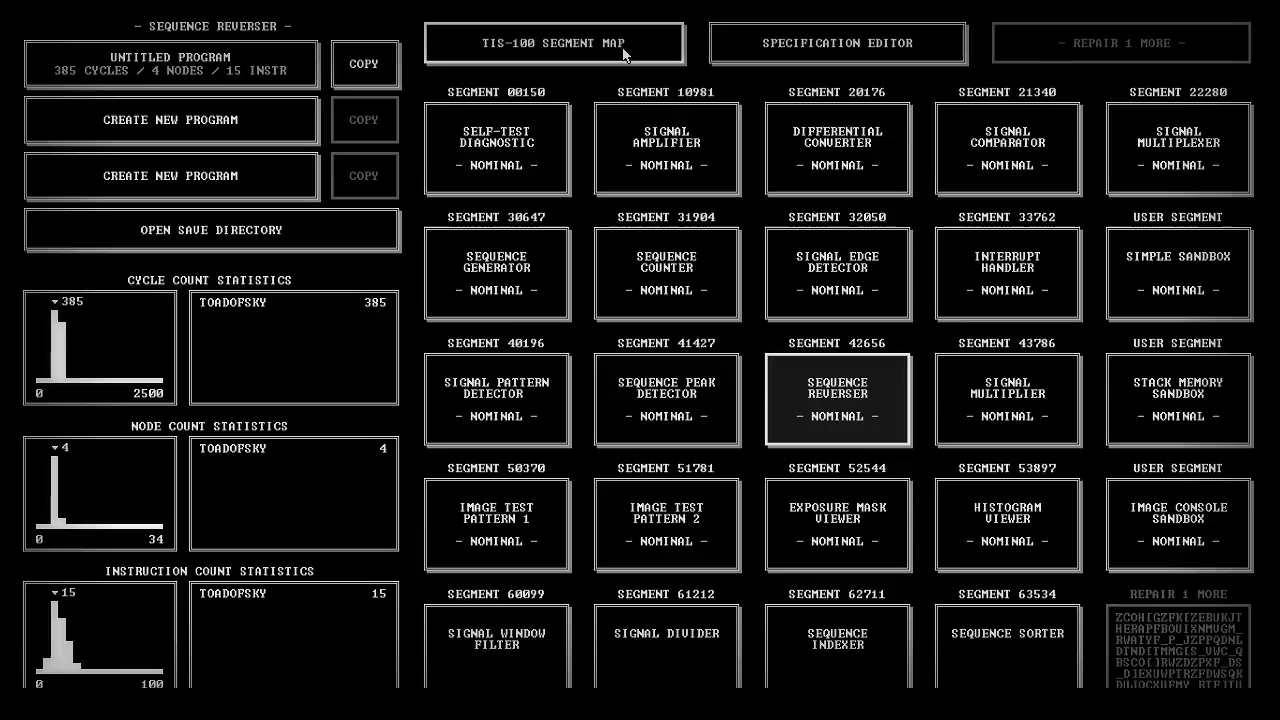 - SEQUENCE REVERSER -
UNTITLED PROGRAM
385 CYCLES / 4 NODES / 15 INSTR
COPY
CREATE NEW PROGRAM
COPY
CREATE NEW PROGRAM
COPY
OPEN SAVE DIRECTORY
CYCLE COUNT STATISTICS
385
0 2500
TOADOFSKY 385
NODE COUNT STATISTICS
4
0 34
TOADOFSKY 4
INSTRUCTION COUNT STATISTICS
15
0 100
TOADOFSKY 15
TIS-100 SEGMENT MAP
SPECIFICATION EDITOR
- REPAIR 1 MORE -
SEGMENT 00150
SELF-TEST
DIAGNOSTIC
- NOMINAL -
SEGMENT 10981
SIGNAL
AMPLIFIER
- NOMINAL -
SEGMENT 20176
DIFFERENTIAL
CONVERTER
- NOMINAL -
SEGMENT 21340
SIGNAL
COMPARATOR
- NOMINAL -
SEGMENT 22280
SIGNAL
MULTIPLEXER
- NOMINAL -
SEGMENT 30647
SEQUENCE
GENERATOR
- NOMINAL -
SEGMENT 31904
SEQUENCE
COUNTER
- NOMINAL -
SEGMENT 32050
SIGNAL EDGE
DETECTOR
- NOMINAL -
SEGMENT 33762
INTERRUPT
HANDLER
- NOMINAL -
USER SEGMENT
SIMPLE SANDBOX
- NOMINAL -
SEGMENT 40196
SIGNAL PATTERN
DETECTOR
- NOMINAL -
SEGMENT 41427
SEQUENCE PEAK
DETECTOR
- NOMINAL -
SEGMENT 42656
SEQUENCE
REVERSER
- NOMINAL -
SEGMENT 43786
SIGNAL
MULTIPLIER
- NOMINAL -
USER SEGMENT
STACK MEMORY
SANDBOX
- NOMINAL -
SEGMENT 50370
IMAGE TEST
PATTERN 1
- NOMINAL -
SEGMENT 51781
IMAGE TEST
PATTERN 2
- NOMINAL -
SEGMENT 52544
EXPOSURE MASK
VIEWER
- NOMINAL -
SEGMENT 53897
HISTOGRAM
VIEWER
- NOMINAL -
USER SEGMENT
IMAGE CONSOLE
SANDBOX
- NOMINAL -
SEGMENT 60099
SIGNAL WINDOW
FILTER
SEGMENT 61212
SIGNAL DIVIDER
SEGMENT 62711
SEQUENCE
INDEXER
SEGMENT 63534
SEQUENCE SORTER
REPAIR 1 MORE